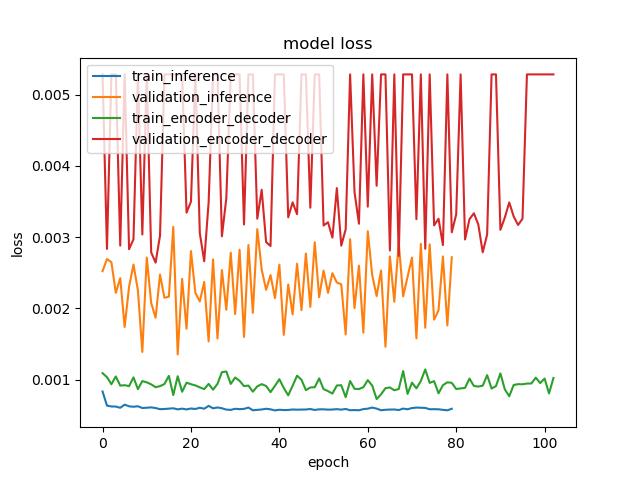 model loss
train_inference
validation_inference
train_encoder_decoder
validation_encoder_decoder
loss
0.005
0.004
0.003
0.002
0.001
0 20 40 60 80 100
epoch